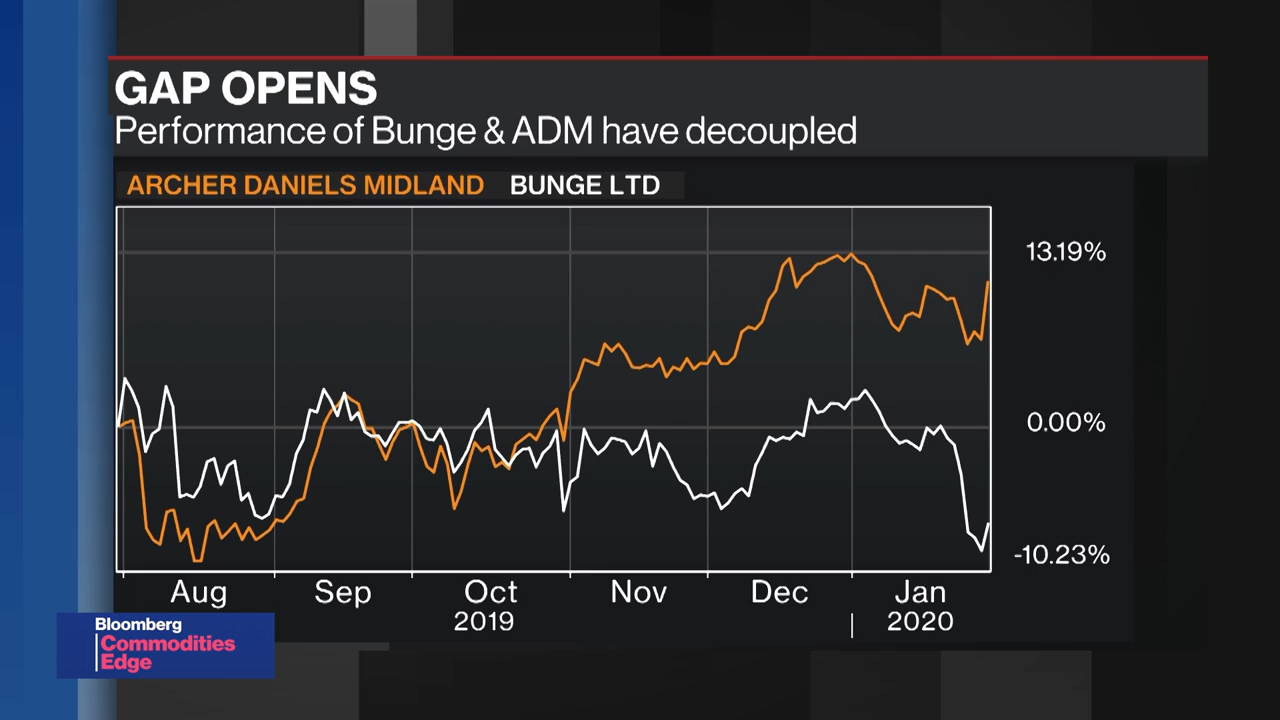 GAP OPENS
Performance of Bunge & ADM have decoupled
ARCHER DANIELS MIDLAND BUNGE LTD
13.19%
0.00%
-10.23%
Aug Sep Oct Nov Dec Jan
2019 2020
Bloomberg
Commodities
Edge